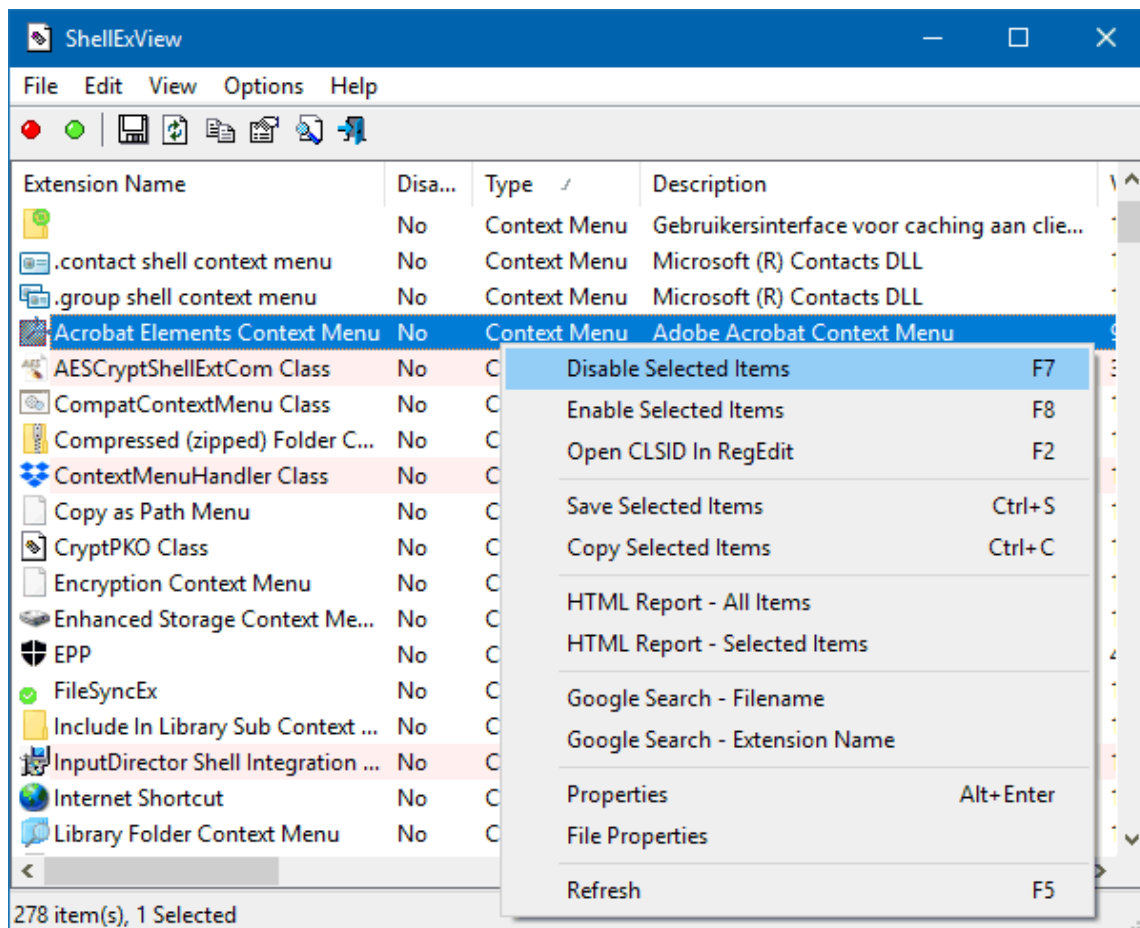 ShellExView
File Edit View Options Help
Extension Name Disa... Type Description
No Context Menu Gebruikersinterface voor caching aan clie...
.contact shell context menu No Context Menu Microsoft (R) Contacts DLL
.group shell context menu No Context Menu Microsoft (R) Contacts DLL
Acrobat Elements Context Menu No Context Menu Adobe Acrobat Context Menu
AESCryptShellExtCom Class No
CompatContextMenu Class No
Compressed (zipped) Folder C... No
ContextMenuHandler Class No
Copy as Path Menu No
CryptPKO Class No
Encryption Context Menu No
Enhanced Storage Context Me... No
EPP No
FileSyncEx No
Include In Library Sub Context ... No
InputDirector Shell Integration ... No
Internet Shortcut No
Library Folder Context Menu No
Disable Selected Items F7
Enable Selected Items F8
Open CLSID In RegEdit F2
Save Selected Items Ctrl+S
Copy Selected Items Ctrl+C
HTML Report - All Items
HTML Report - Selected Items
Google Search - Filename
Google Search - Extension Name
Properties Alt+Enter
File Properties
Refresh F5
278 item(s), 1 Selected